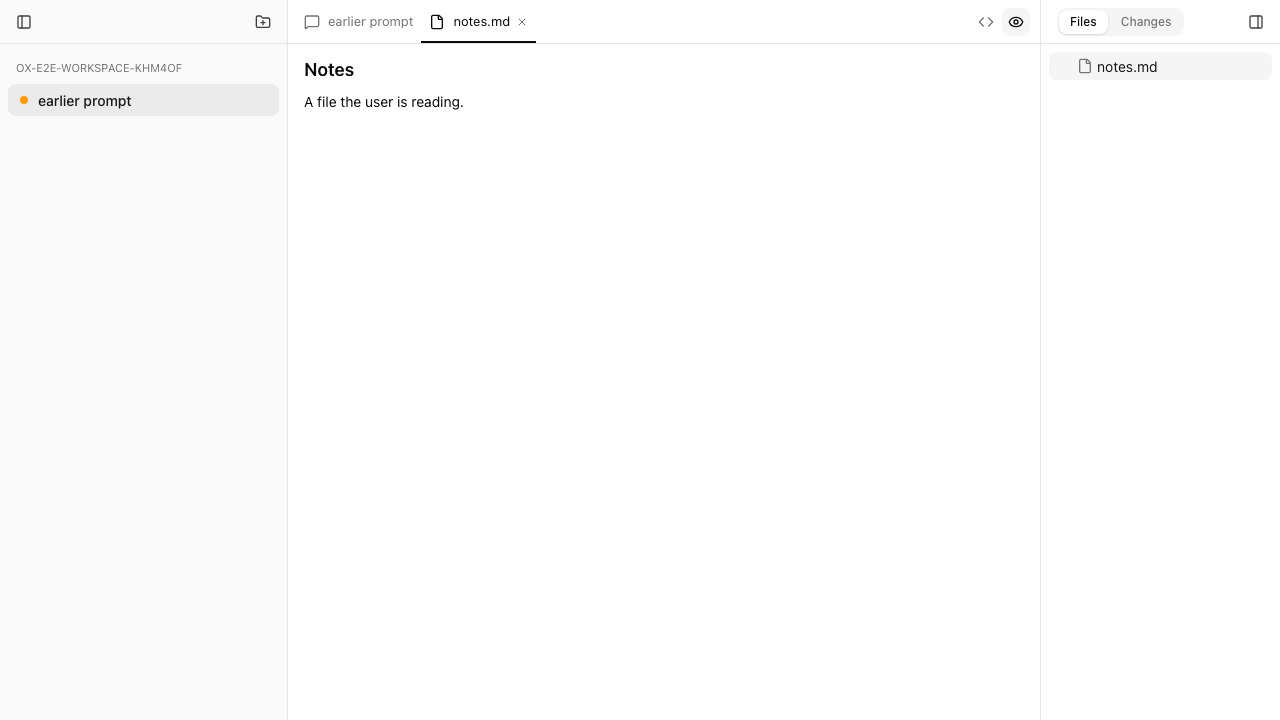 earlier prompt
notes.md
Files
Changes
OX-E2E-WORKSPACE-KHM4OF
earlier prompt
Notes
A file the user is reading.
notes.md